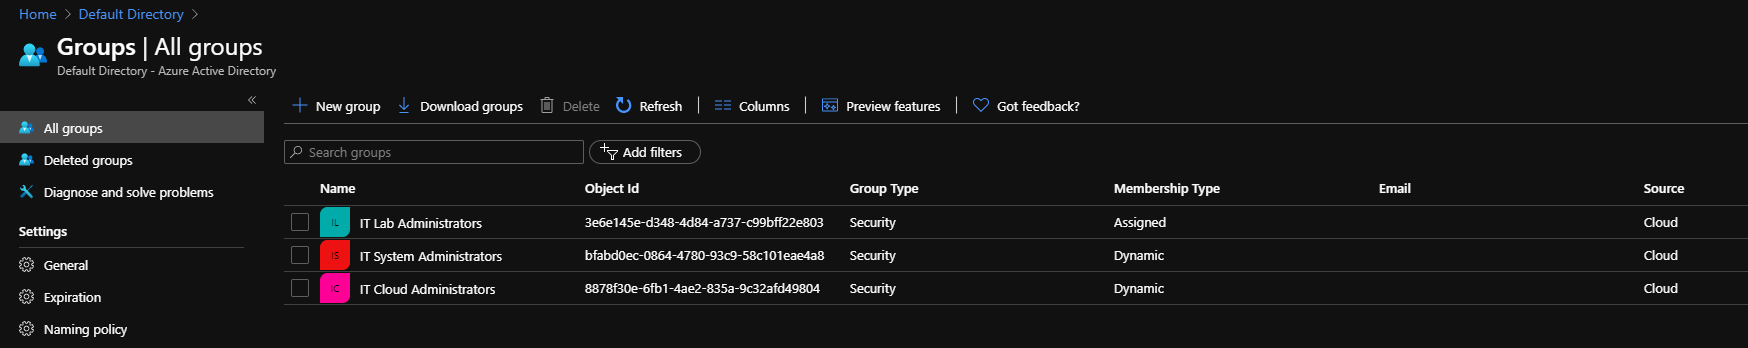 Home > Default Directory >
Groups | All groups
Default Directory - Azure Active Directory
«
All groups
Deleted groups
Diagnose and solve problems
Settings
General
Expiration
Naming policy
New group Download groups Delete Refresh Columns Preview features Got feedback?
Search groups Add filters
Name Object Id Group Type Membership Type Email Source
IL IT Lab Administrators 3e6e145e-d348-4d84-a737-c99bff22e803 Security Assigned Cloud
IS IT System Administrators bfabd0ec-0864-4780-93c9-58c101eae4a8 Security Dynamic Cloud
IC IT Cloud Administrators 8878f30e-6fb1-4ae2-835a-9c32afd49804 Security Dynamic Cloud